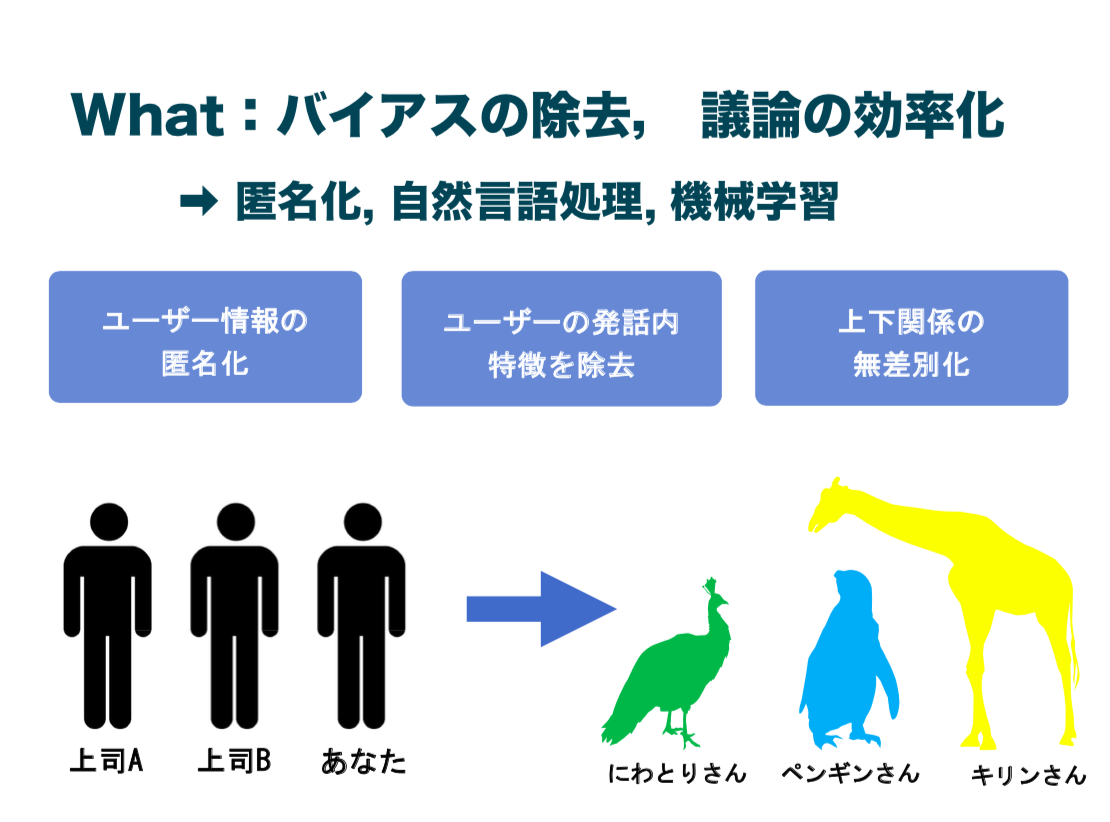 What：バイアスの除去,　議論の効率化
➡ 匿名化, 自然言語処理, 機械学習
ユーザー情報の
匿名化
ユーザーの発話内
特徴を除去
上下関係の
無差別化
上司A
上司B
あなた
にわとりさん
ペンギンさん
キリンさん